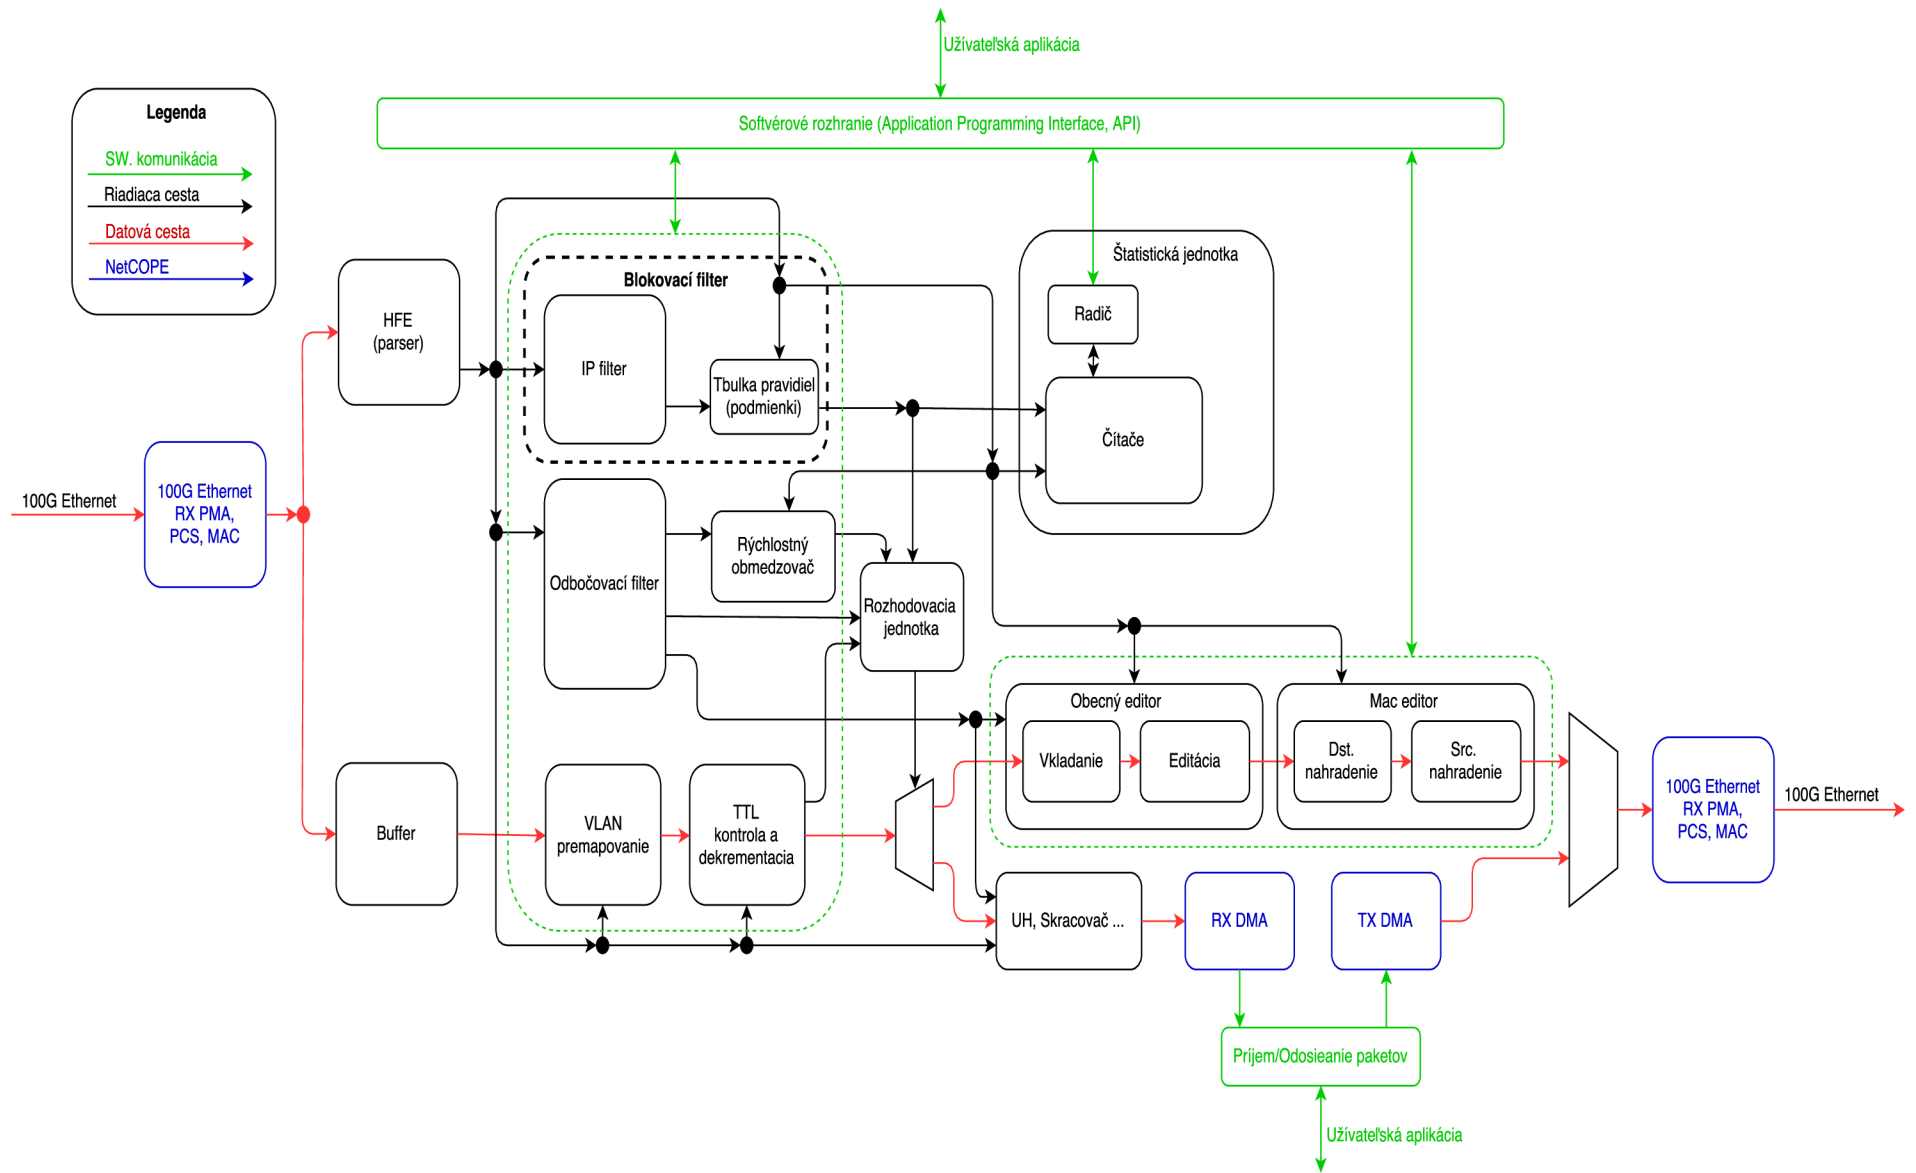 Užívateľská aplikácia
Softvérové rozhranie (Application Programming Interface, API)
Legenda
SW. komunikácia
Riadiaca cesta
Datová cesta
NetCOPE
HFE
(parser)
Blokovací filter
IP filter
Tbulka pravidiel
(podmienki)
Štatistická jednotka
Radič
Čítače
100G Ethernet
100G Ethernet
RX PMA,
PCS, MAC
Odbočovací filter
Rýchlostný
obmedzovač
Rozhodovacia
jednotka
Obecný editor
Vkladanie
Editácia
Mac editor
Dst.
nahradenie
Src.
nahradenie
100G Ethernet
RX PMA,
PCS, MAC
100G Ethernet
Buffer
VLAN
premapovanie
TTL
kontrola a
dekrementacia
UH, Skracovač ...
RX DMA
TX DMA
Príjem/Odosieanie paketov
Užívateľská aplikácia